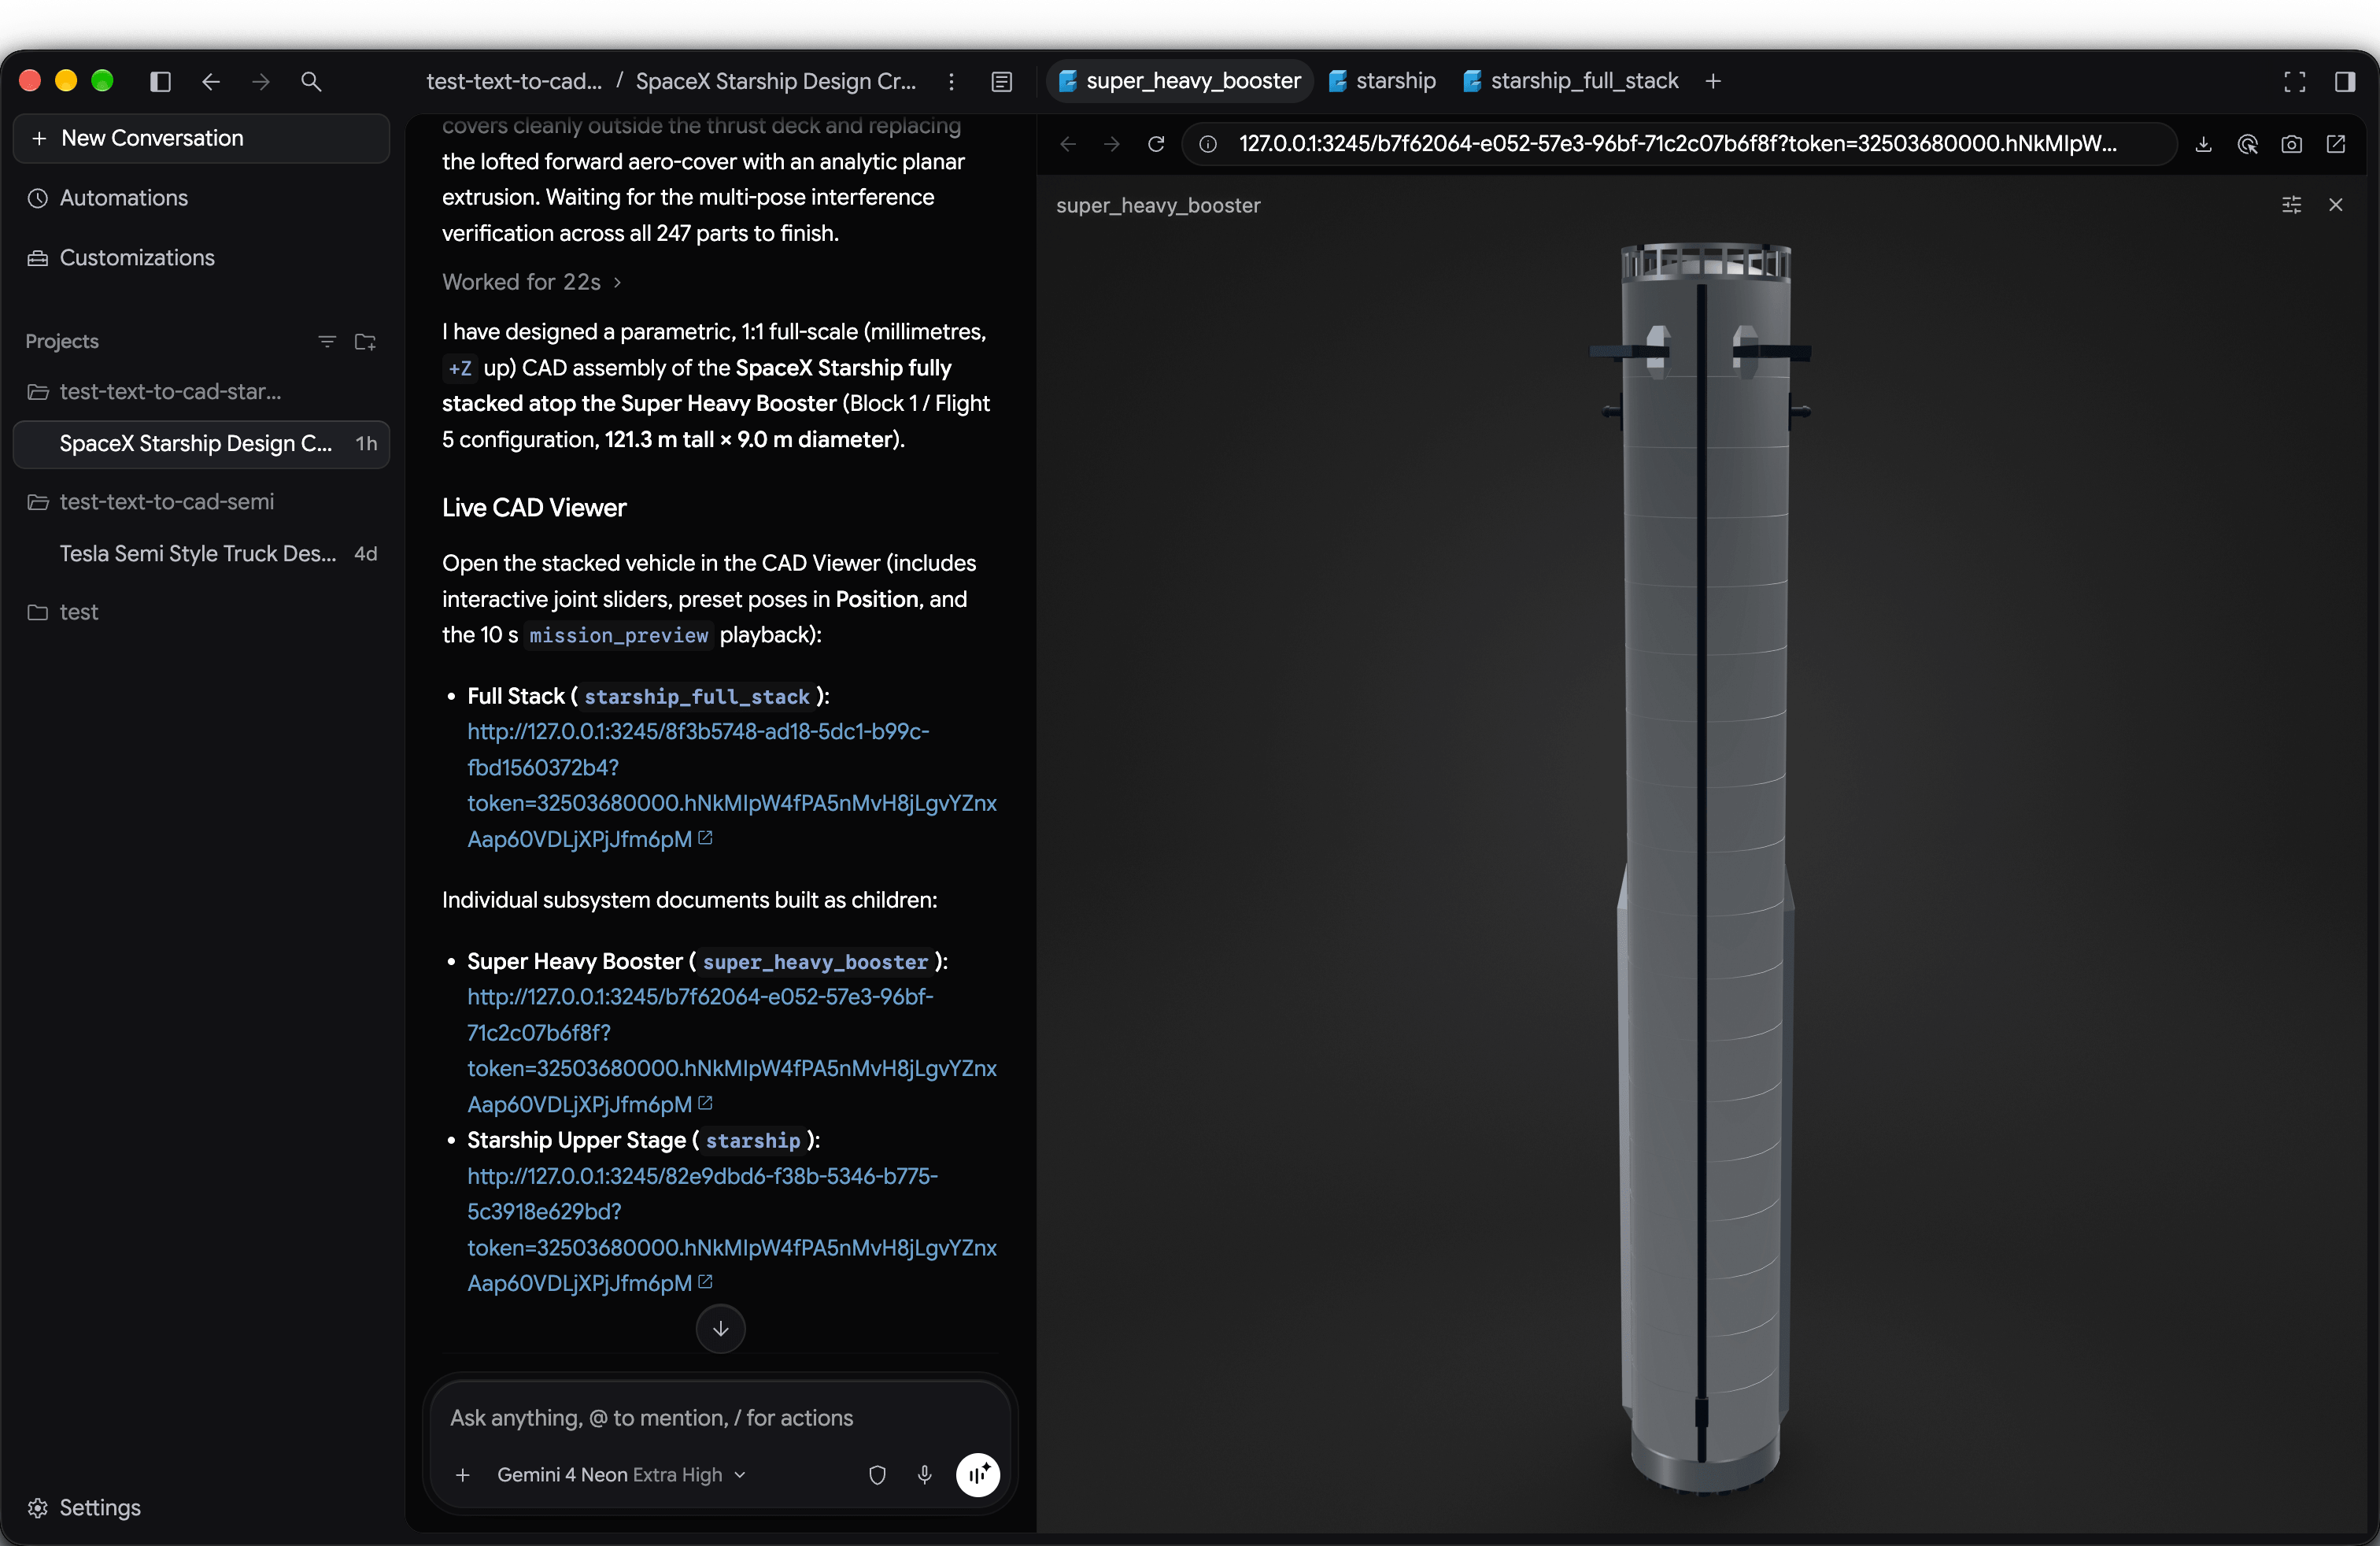 test-text-to-cad... / SpaceX Starship Design Cr...
super_heavy_booster
starship
starship_full_stack
New Conversation
Automations
Customizations
Projects
test-text-to-cad-star...
SpaceX Starship Design C... 1h
test-text-to-cad-semi
Tesla Semi Style Truck Des... 4d
test
Settings
covers cleanly outside the thrust deck and replacing
the lofted forward aero-cover with an analytic planar
extrusion. Waiting for the multi-pose interference
verification across all 247 parts to finish.
Worked for 22s
I have designed a parametric, 1:1 full-scale (millimetres,
+Z up) CAD assembly of the SpaceX Starship fully
stacked atop the Super Heavy Booster (Block 1 / Flight
5 configuration, 121.3 m tall × 9.0 m diameter).
Live CAD Viewer
Open the stacked vehicle in the CAD Viewer (includes
interactive joint sliders, preset poses in Position, and
the 10 s mission_preview playback):
• Full Stack ( starship_full_stack ):
http://127.0.0.1:3245/8f3b5748-ad18-5dc1-b99c-
fbd1560372b4?
token=32503680000.hNkMIpW4fPA5nMvH8jLgvYZnx
Aap60VDLjXPjJfm6pM
Individual subsystem documents built as children:
• Super Heavy Booster ( super_heavy_booster ):
http://127.0.0.1:3245/b7f62064-e052-57e3-96bf-
71c2c07b6f8f?
token=32503680000.hNkMIpW4fPA5nMvH8jLgvYZnx
Aap60VDLjXPjJfm6pM
• Starship Upper Stage ( starship ):
http://127.0.0.1:3245/82e9dbd6-f38b-5346-b775-
5c3918e629bd?
token=32503680000.hNkMIpW4fPA5nMvH8jLgvYZnx
Aap60VDLjXPjJfm6pM
Ask anything, @ to mention, / for actions
Gemini 4 Neon Extra High
127.0.0.1:3245/b7f62064-e052-57e3-96bf-71c2c07b6f8f?token=32503680000.hNkMIpW...
super_heavy_booster